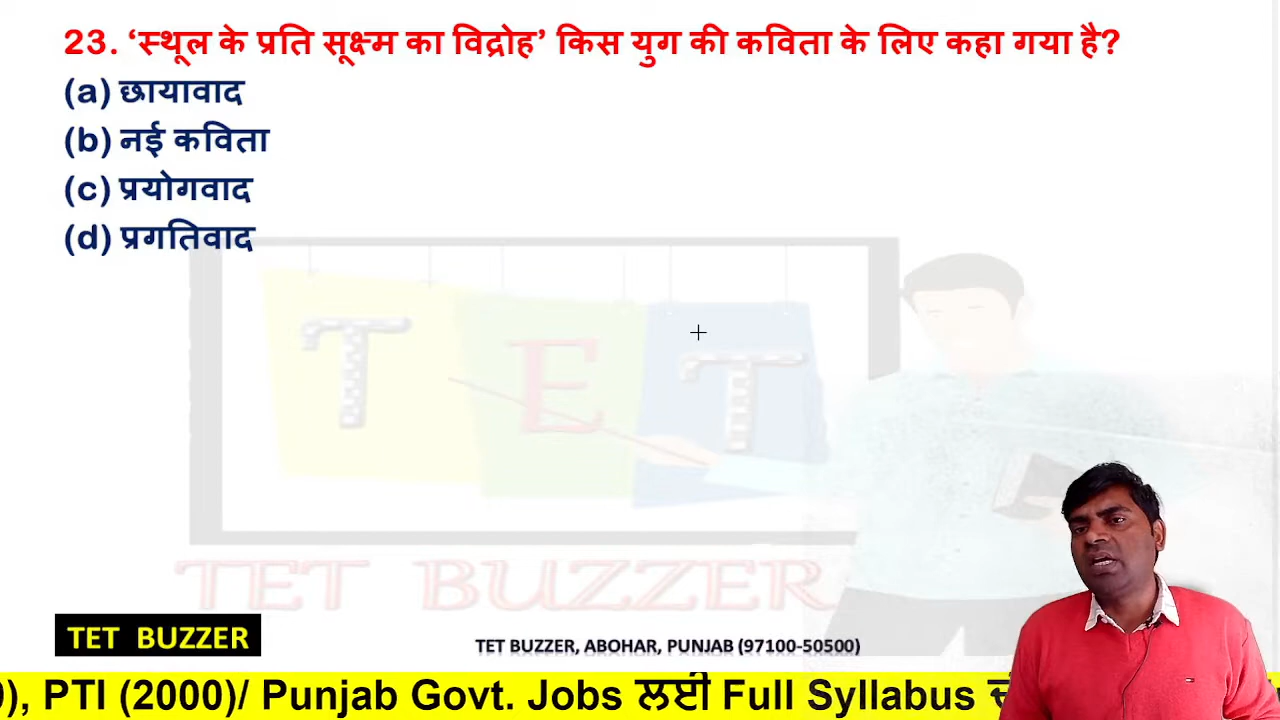 23. ‘स्थूल के प्रति सूक्ष्म का विद्रोह’ किस युग की कविता के लिए कहा गया है?
(a) छायावाद
(b) नई कविता
(c) प्रयोगवाद
(d) प्रगतिवाद
T E T
TET BUZZER
TET BUZZER
TET BUZZER, ABOHAR, PUNJAB (97100-50500)
), PTI (2000)/ Punjab Govt. Jobs ਲਈ Full Syllabus